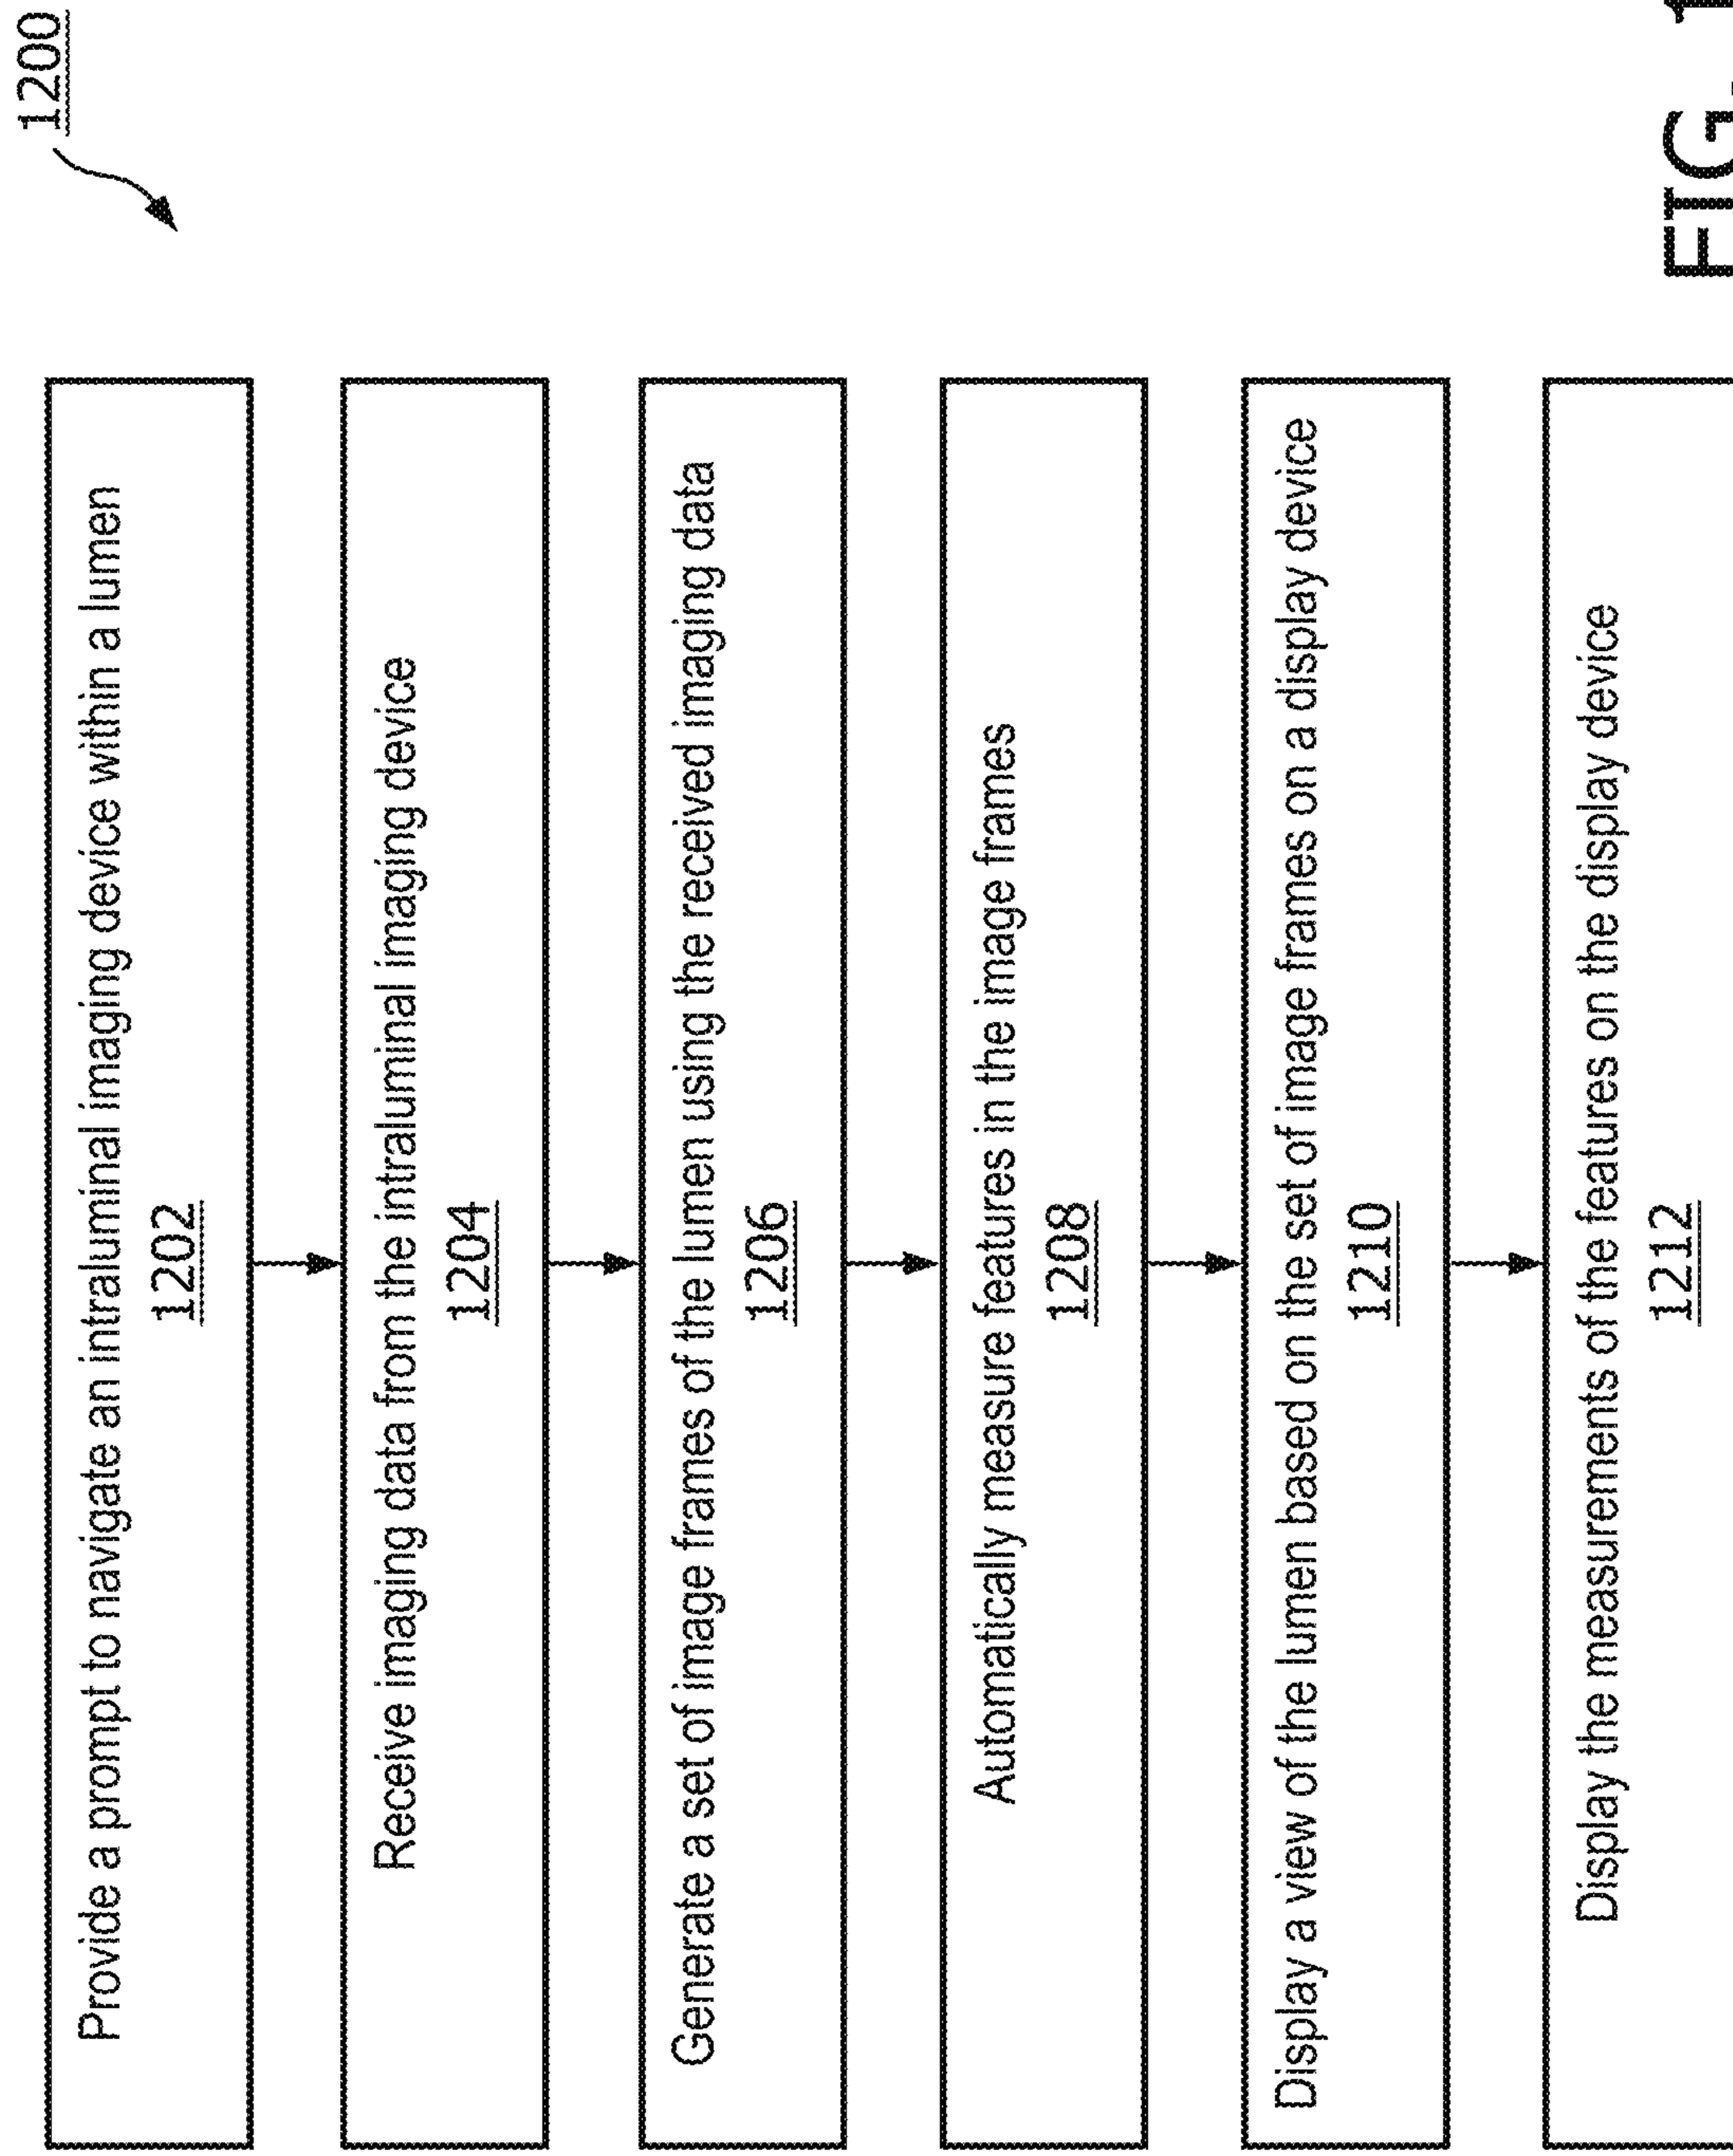 1200
Provide a prompt to navigate an intraluminal imaging device within a lumen
1202
Receive imaging data from the intraluminal imaging device
1204
Generate a set of image frames of the lumen using the received imaging data
1206
Automatically measure features in the image frames
1208
Display a view of the lumen based on the set of image frames on a display device
1210
Display the measurements of the features on the display device
1212
FIG. 1